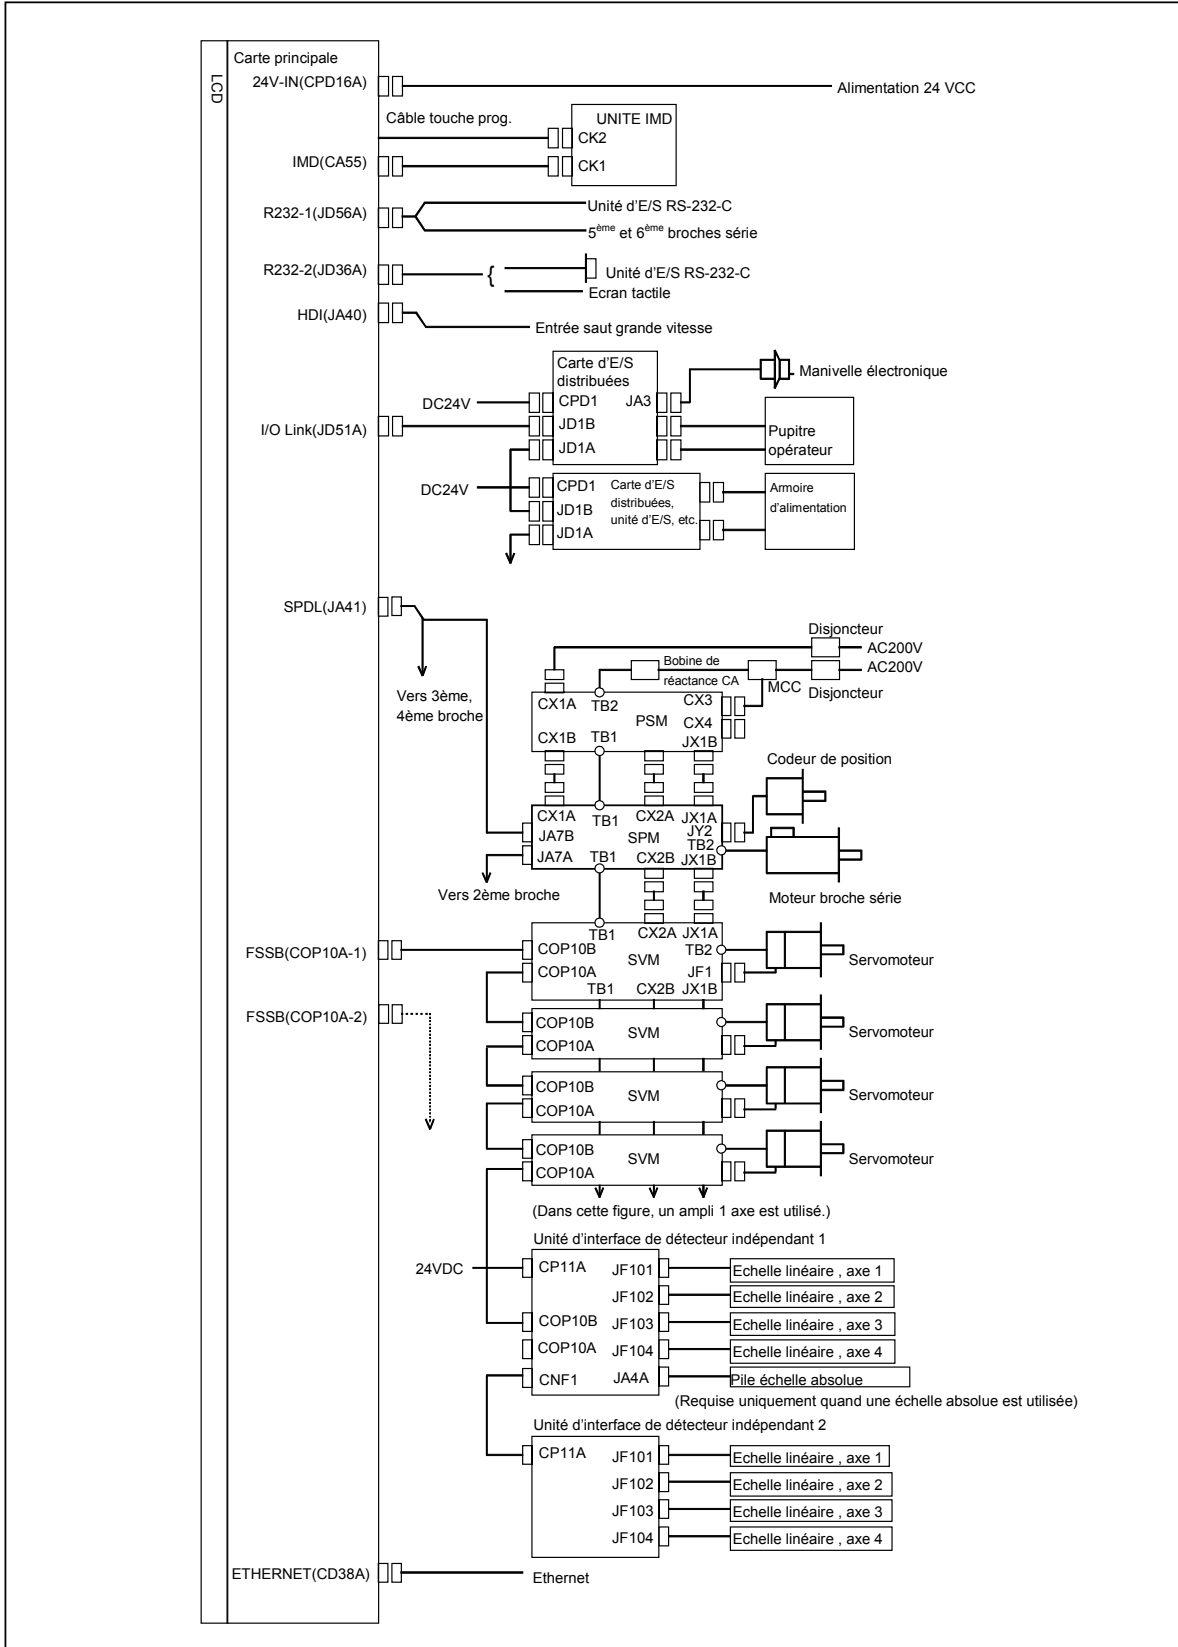 LCD
Carte principale
24V-IN(CPD16A)
Alimentation 24 VCC
Câble touche prog.
UNITE IMD
CK2
IMD(CA55)
CK1
R232-1(JD56A)
Unité d'E/S RS-232-C
5ème et 6ème broches série
R232-2(JD36A)
{
Unité d'E/S RS-232-C
Ecran tactile
HDI(JA40)
Entrée saut grande vitesse
Carte d'E/S
distribuées
Manivelle électronique
DC24V
CPD1
JA3
I/O Link(JD51A)
JD1B
JD1A
Pupitre
opérateur
DC24V
CPD1
JD1B
JD1A
Carte d'E/S
distribuées,
unité d'E/S, etc.
Armoire
d'alimentation
SPDL(JA41)
Vers 3ème,
4ème broche
Disjoncteur
AC200V
Bobine de
réactance CA
MCC
AC200V
Disjoncteur
CX1A
TB2
CX3
PSM
CX4
CX1B
TB1
JX1B
Codeur de position
CX1A
TB1
CX2A
JX1A
JA7B
SPM
JY2
TB2
JA7A
TB1
CX2B
JX1B
Vers 2ème broche
Moteur broche série
FSSB(COP10A-1)
TB1
CX2A
JX1A
COP10B
SVM
TB2
Servomoteur
COP10A
JF1
TB1
CX2B
JX1B
FSSB(COP10A-2)
COP10B
SVM
COP10A
Servomoteur
COP10B
SVM
COP10A
Servomoteur
COP10B
SVM
COP10A
Servomoteur
(Dans cette figure, un ampli 1 axe est utilisé.)
Unité d'interface de détecteur indépendant 1
24VDC
CP11A
JF101
Echelle linéaire , axe 1
JF102
Echelle linéaire , axe 2
COP10B
JF103
Echelle linéaire , axe 3
COP10A
JF104
Echelle linéaire , axe 4
CNF1
JA4A
Pile échelle absolue
(Requise uniquement quand une échelle absolue est utilisée)
Unité d'interface de détecteur indépendant 2
CP11A
JF101
Echelle linéaire , axe 1
JF102
Echelle linéaire , axe 2
JF103
Echelle linéaire , axe 3
JF104
Echelle linéaire , axe 4
ETHERNET(CD38A)
Ethernet